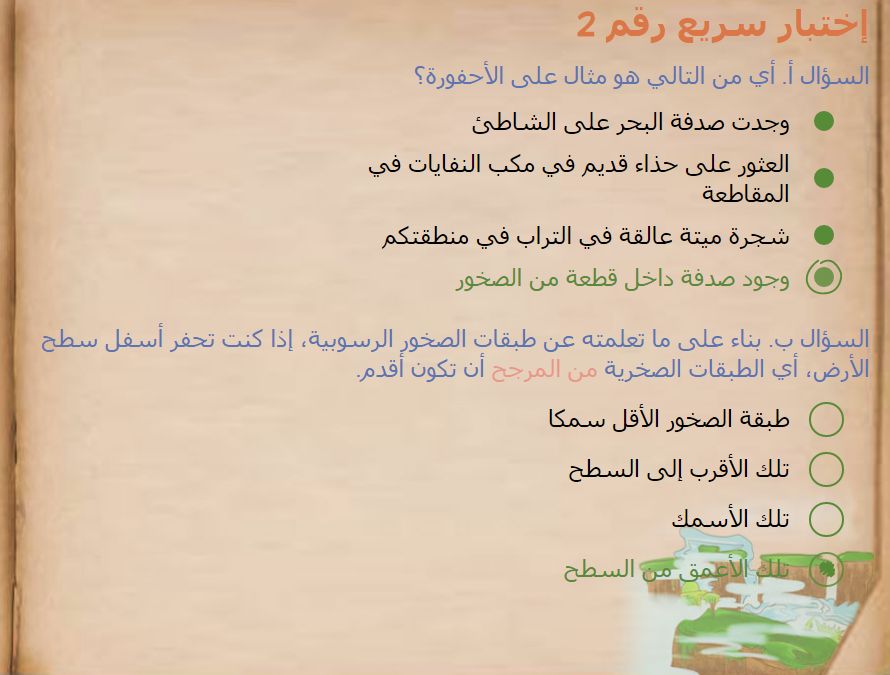 إختبار سريع رقم 2
السؤال أ. أي من التالي هو مثال على الأحفورة؟
وجدت صدفة البحر على الشاطئ
العثور على حذاء قديم في مكب النفايات في
المقاطعة
شجرة ميتة عالقة في التراب في منطقتكم
وجود صدفة داخل قطعة من الصخور
السؤال ب. بناء على ما تعلمته عن طبقات الصخور الرسوبية، إذا كنت تحفر أسفل سطح
الأرض، أي الطبقات الصخرية من المرجح أن تكون أقدم.
طبقة الصخور الأقل سمكا
تلك الأقرب إلى السطح
تلك الأسمك
تلك الأعمق من السطح